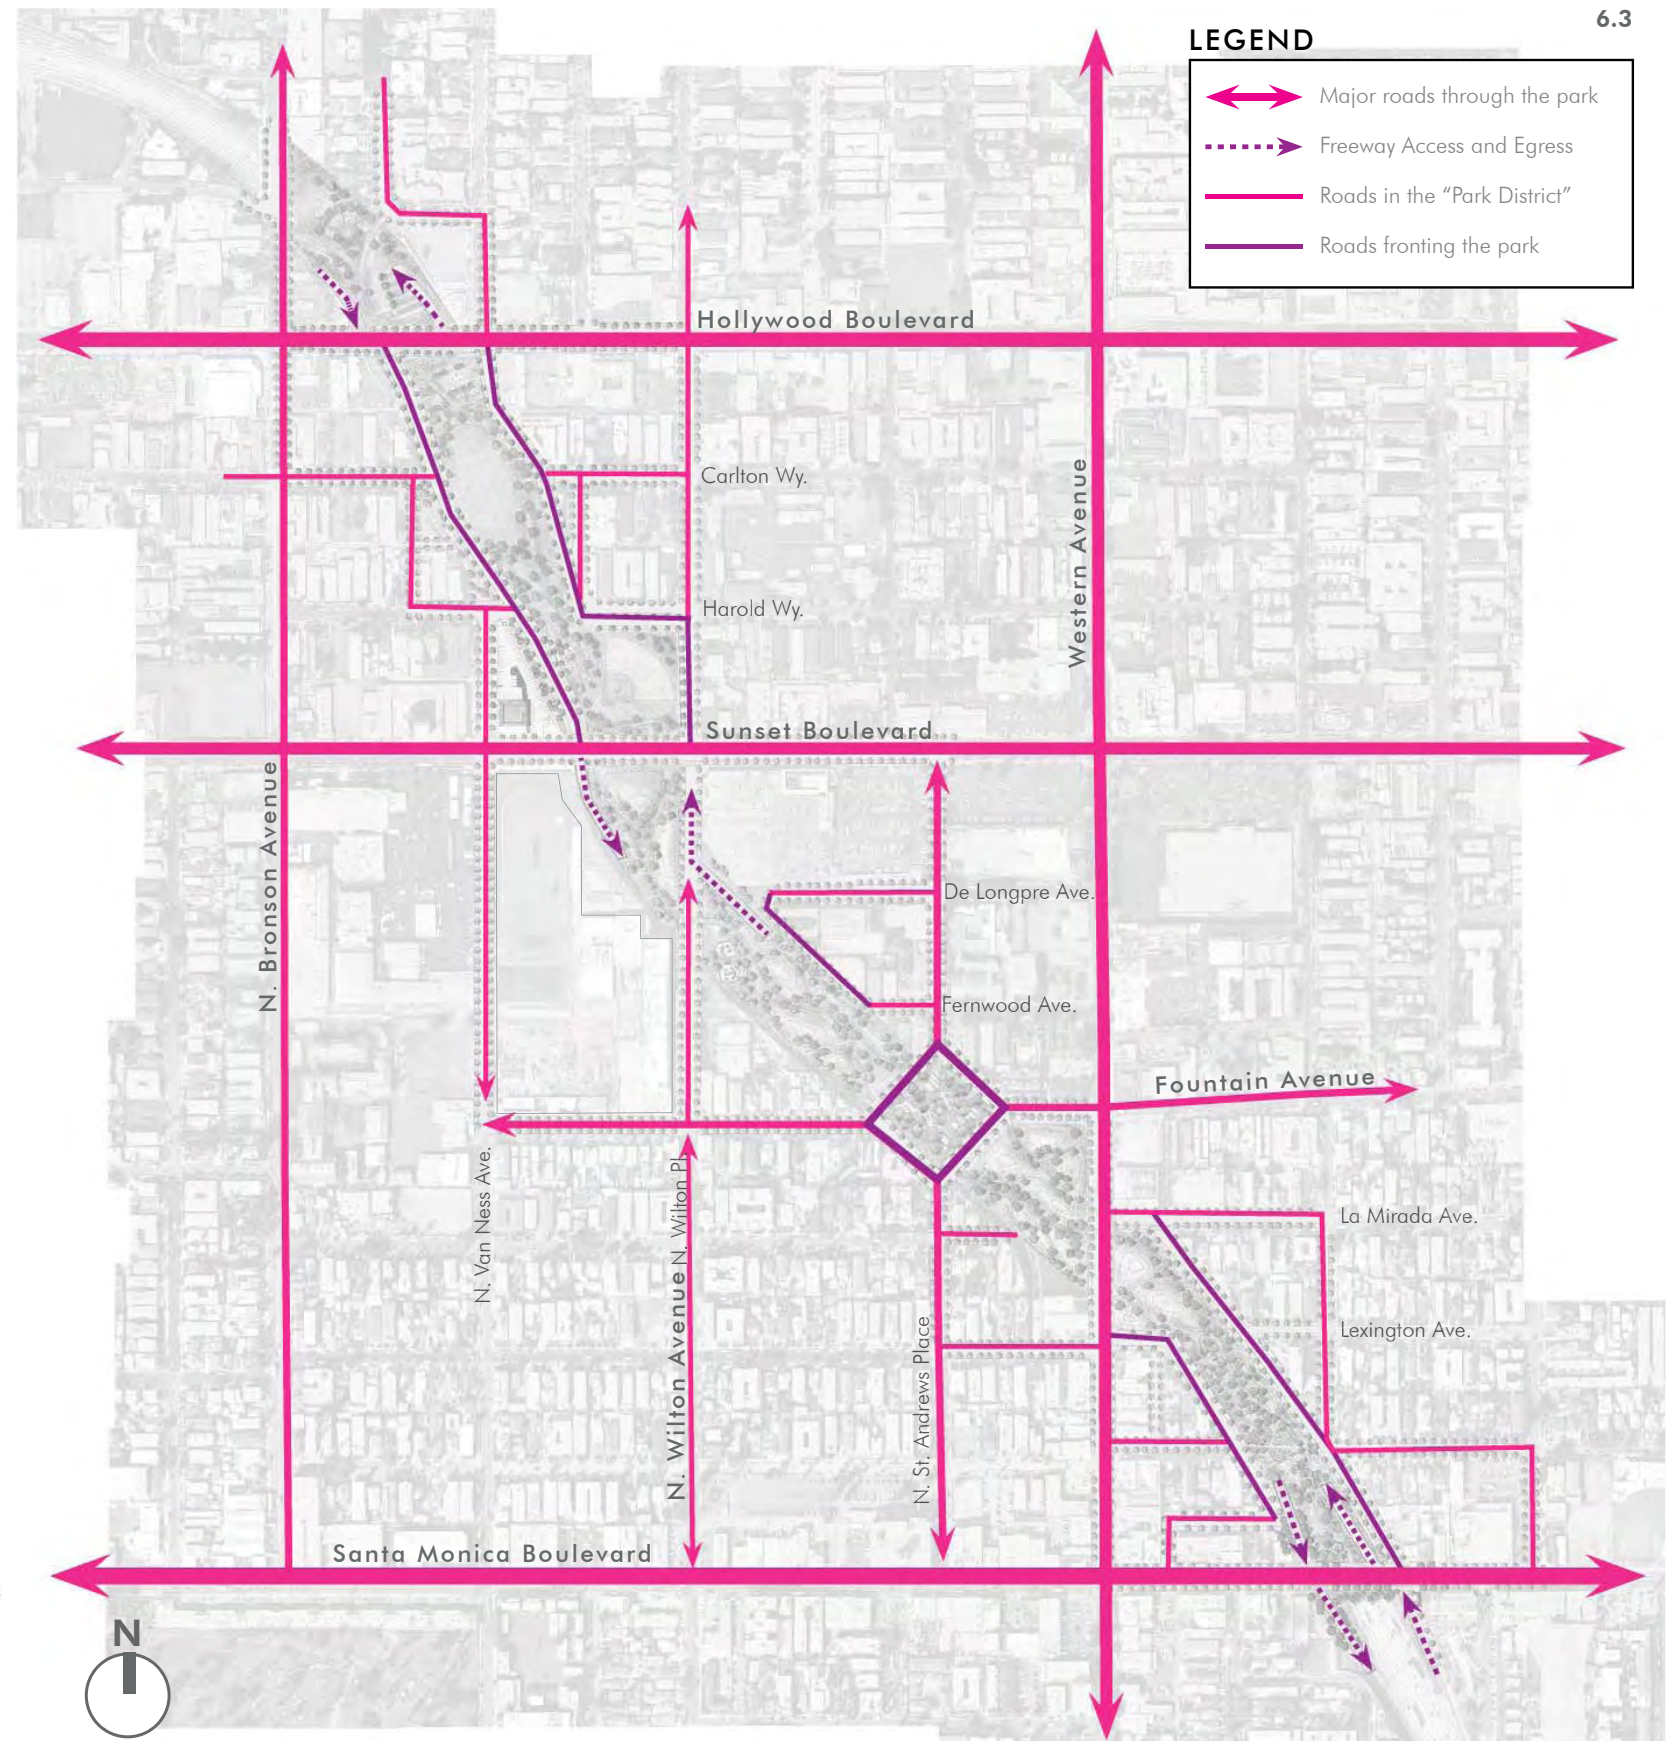 6.3
LEGEND
Major roads through the park
Freeway Access and Egress
Roads in the “Park District”
Roads fronting the park
Hollywood Boulevard
Carlton Wy.
Western Avenue
Harold Wy.
Sunset Boulevard
N. Bronson Avenue
De Longpre Ave.
Fernwood Ave.
Fountain Avenue
N. Van Ness Ave.
N. Wilton Pl.
N. Wilton Avenue
La Mirada Ave.
Lexington Ave.
N. St. Andrews Place
Santa Monica Boulevard
N